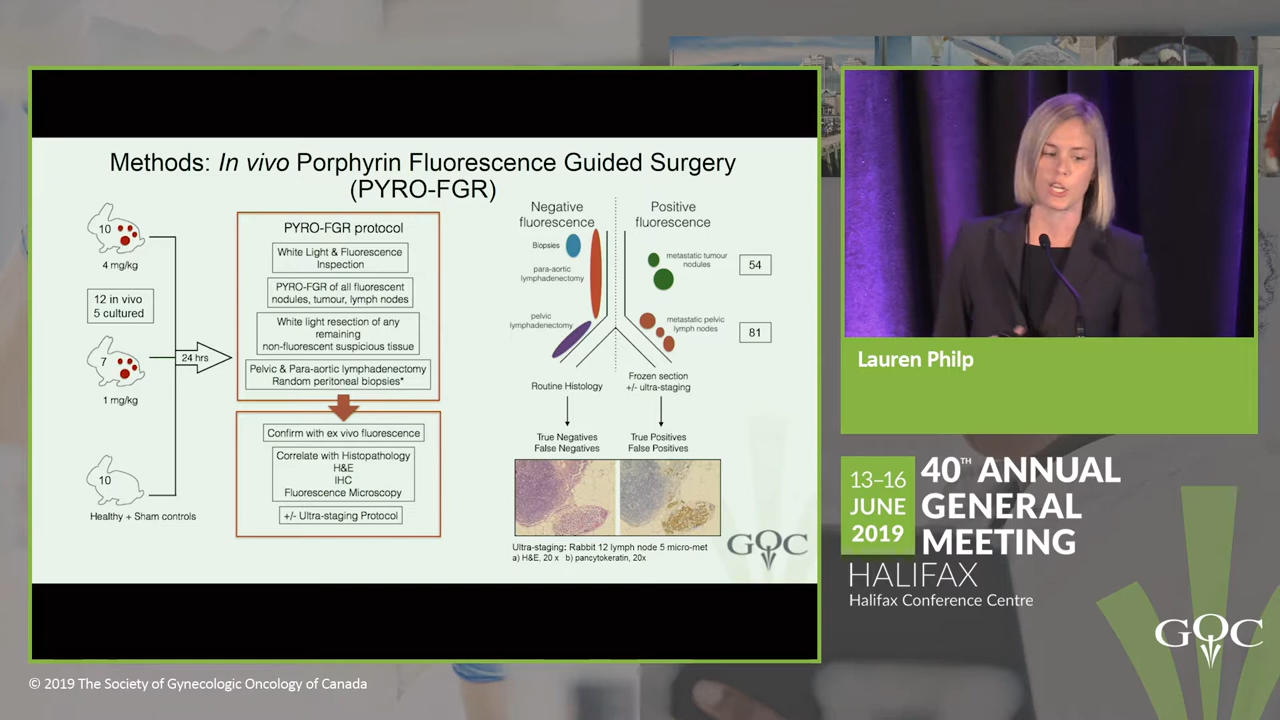 Methods: In vivo Porphyrin Fluorescence Guided Surgery
(PYRO-FGR)
10
4 mg/kg
12 in vivo
5 cultured
7
1 mg/kg
10
Healthy + Sham controls
24 hrs
PYRO-FGR protocol
White Light & Fluorescence
Inspection
PYRO-FGR of all fluorescent
nodules, tumour, lymph nodes
White light resection of any
remaining
non-fluorescent suspicious tissue
Pelvic & Para-aortic lymphadenectomy
Random peritoneal biopsies*
Confirm with ex vivo fluorescence
Correlate with Histopathology
H&E
IHC
Fluorescence Microscopy
+/- Ultra-staging Protocol
Negative
fluorescence
Positive
fluorescence
Biopsies
para-aortic
lymphadenectomy
pelvic
lymphadenectomy
metastatic tumour
nodules
54
metastatic pelvic
lymph nodes
81
Routine Histology
Frozen section
+/- ultra-staging
True Negatives
False Negatives
True Positives
False Positives
Ultra-staging: Rabbit 12 lymph node 5 micro-met
a) H&E, 20 x b) pancytokeratin, 20x
GOC
Lauren Philp
13–16
JUNE
2019
40TH ANNUAL
GENERAL
MEETING
HALIFAX
Halifax Conference Centre
GOC
© 2019 The Society of Gynecologic Oncology of Canada